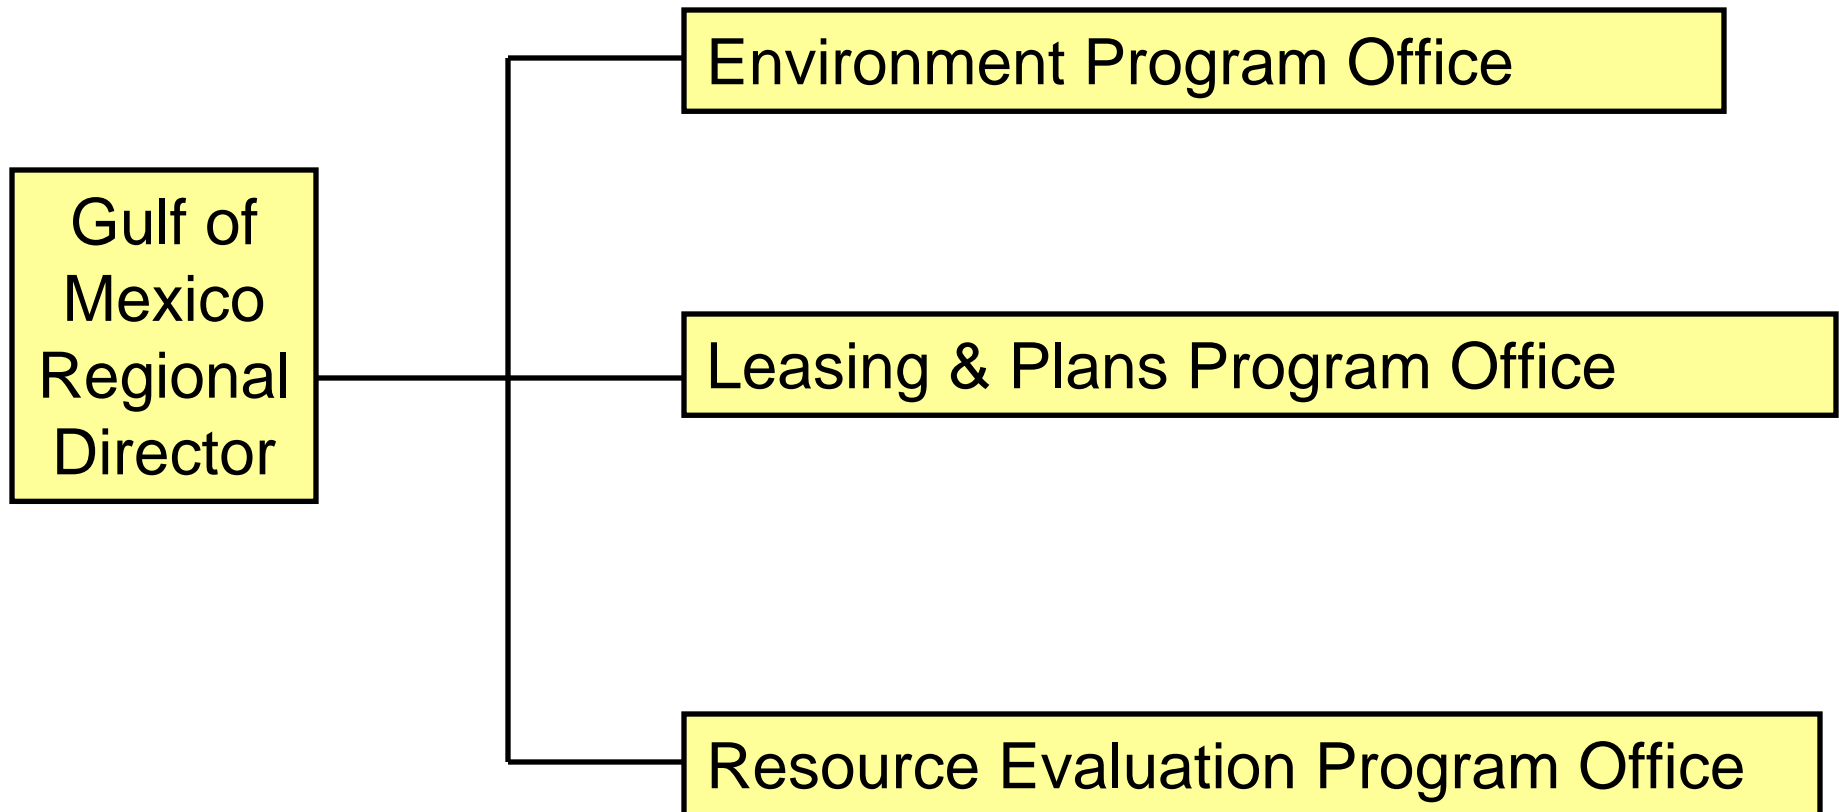 Environment Program Office
Gulf of
Mexico
Regional
Director
Leasing & Plans Program Office
Resource Evaluation Program Office